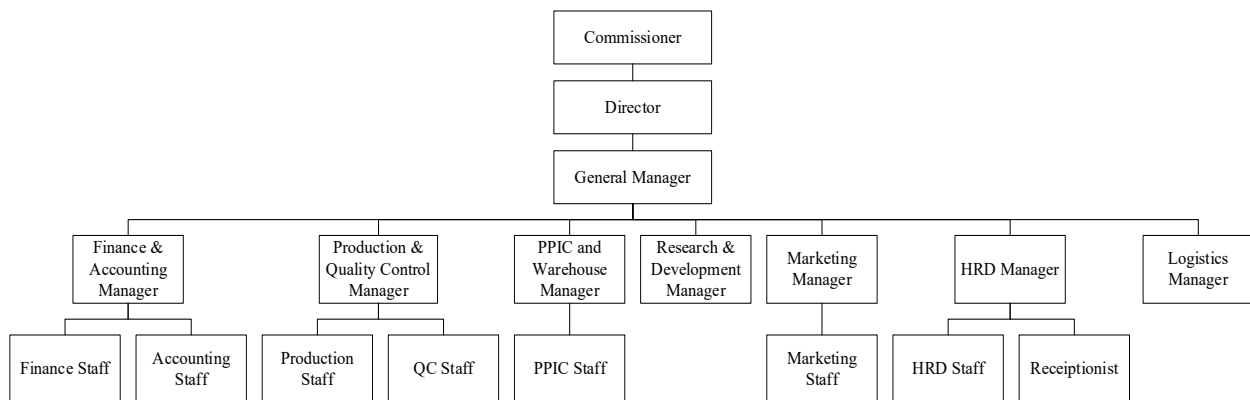 Commissioner
Director
General Manager
Finance &
Accounting
Manager
Production &
Quality Control
Manager
PPIC and
Warehouse
Manager
Research &
Development
Manager
Marketing
Manager
HRD Manager
Logistics
Manager
Finance Staff
Accounting
Staff
Production
Staff
QC Staff
PPIC Staff
Marketing
Staff
HRD Staff
Receiptionist